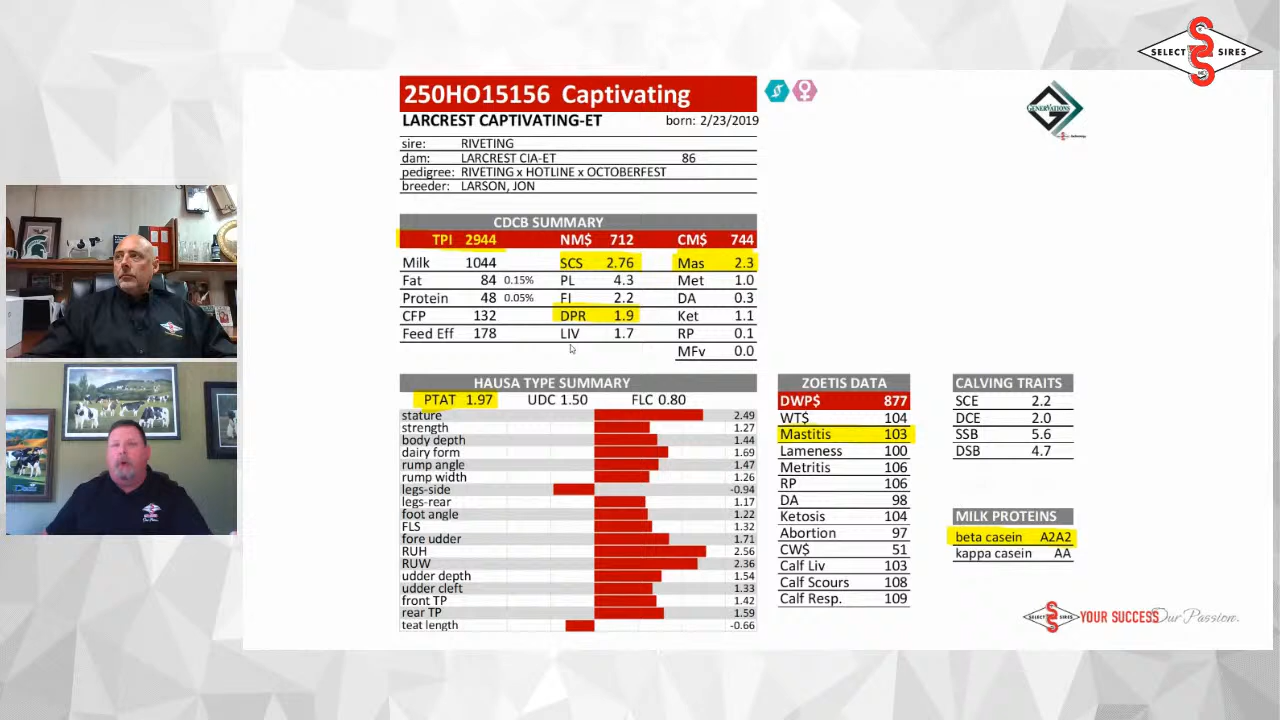 SELECT SIRES
INC
250HO15156 Captivating
LARCREST CAPTIVATING-ET born: 2/23/2019
sire: RIVETING
dam: LARCREST CIA-ET 86
pedigree: RIVETING x HOTLINE x OCTOBERFEST
breeder: LARSON, JON
GENERVATIONS
CDCB SUMMARY
TPI 2944 NM$ 712 CM$ 744
Milk 1044 SCS 2.76 Mas 2.3
Fat 84 0.15% PL 4.3 Met 1.0
Protein 48 0.05% FI 2.2 DA 0.3
CFP 132 DPR 1.9 Ket 1.1
Feed Eff 178 LIV 1.7 RP 0.1
MFv 0.0
HAUSA TYPE SUMMARY
PTAT 1.97 UDC 1.50 FLC 0.80
stature 2.49
strength 1.27
body depth 1.44
dairy form 1.69
rump angle 1.47
rump width 1.26
legs-side -0.94
legs-rear 1.17
foot angle 1.22
FLS 1.32
fore udder 1.71
RUH 2.56
RUW 2.36
udder depth 1.54
udder cleft 1.33
front TP 1.42
rear TP 1.59
teat length -0.66
ZOETIS DATA
DWP$ 877
WT$ 104
Mastitis 103
Lameness 100
Metritis 106
RP 106
DA 98
Ketosis 104
Abortion 97
CW$ 51
Calf Liv 103
Calf Scours 108
Calf Resp. 109
CALVING TRAITS
SCE 2.2
DCE 2.0
SSB 5.6
DSB 4.7
MILK PROTEINS
beta casein A2A2
kappa casein AA
SELECT SIRES YOUR SUCCESS Our Passion.